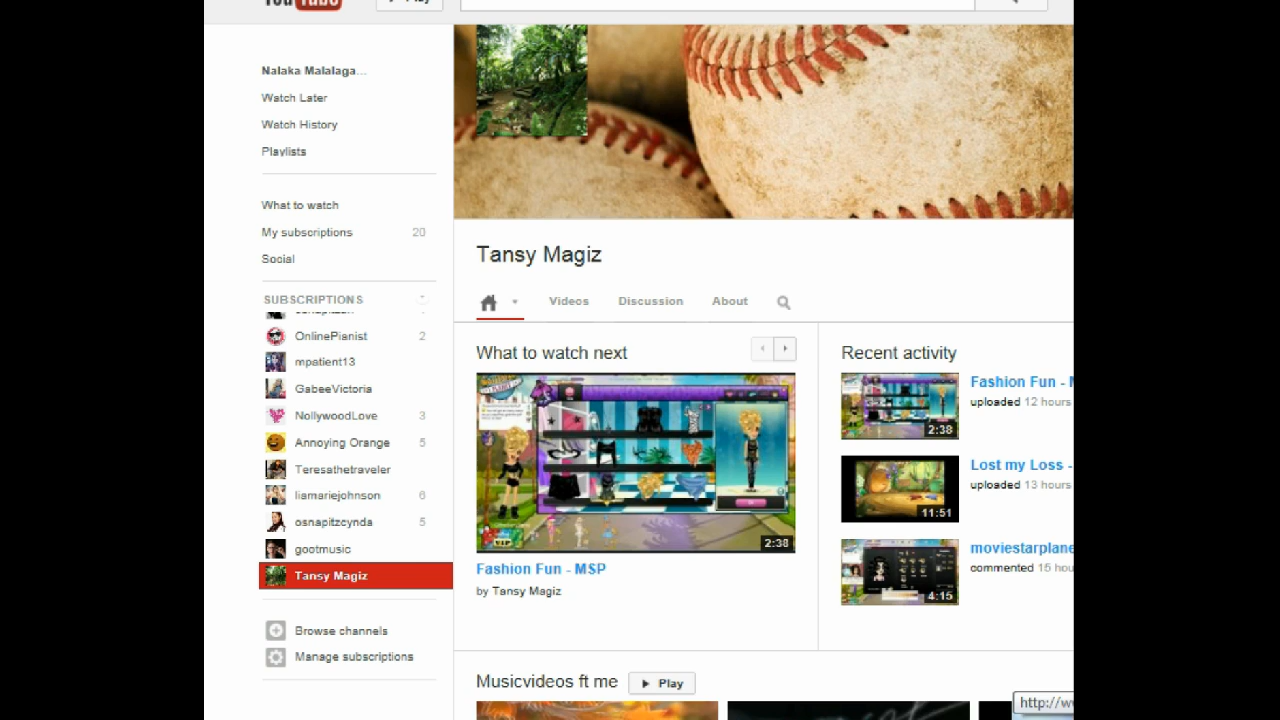 YouTube
Play
Nalaka Malalaga...
Watch Later
Watch History
Playlists
What to watch
My subscriptions 20
Social
SUBSCRIPTIONS
OnlinePianist 2
mpatient13
GabeeVictoria
NollywoodLove 3
Annoying Orange 5
Teresathetraveler
liamariejohnson 6
osnapitzcynda 5
gootmusic
Tansy Magiz
Browse channels
Manage subscriptions
Tansy Magiz
Videos Discussion About
What to watch next
2:38
Fashion Fun - MSP
by Tansy Magiz
Recent activity
Fashion Fun -
uploaded 12 hours
2:38
Lost my Loss -
uploaded 13 hours
11:51
moviestarplane
commented 15 hou
4:15
Musicvideos ft me Play
http://w